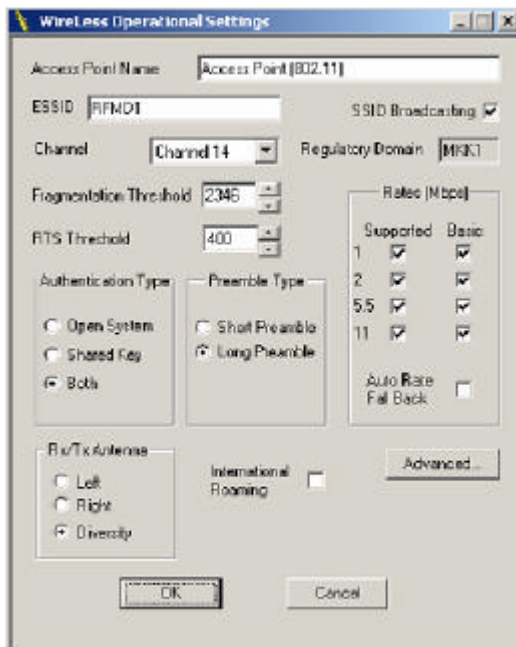 WireLess Operational Settings
Access Point Name Access Point (802.11)
ESSID RFMD1 SSID Broadcasting
Channel Channel 14 Regulatory Domain MKK1
Fragmentation Threshold 2346
RTS Threshold 400
Rates (Mbps)
Supported Basic
1
2
5.5
11
Auto Rate
Fall Back
Authentication Type
Open System
Shared Key
Both
Preamble Type
Short Preamble
Long Preamble
Rx/Tx Antenna
Left
Right
Diversity
International
Roaming
Advanced...
OK Cancel